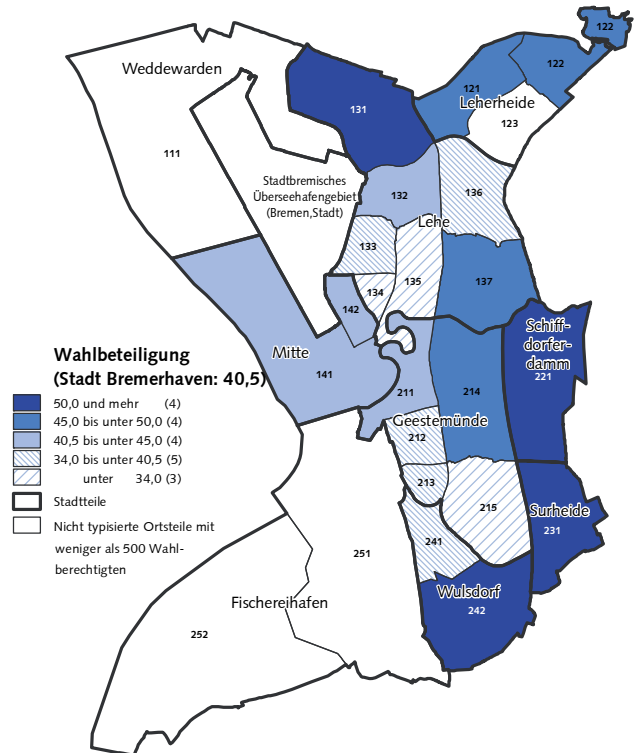 122
122
121
Leherheide
123
Weddewarden
131
111
Stadtbremisches
Überseehafengebiet
(Bremen,Stadt)
132
136
Lehe
133
135
134
137
142
Mitte
141
Schiff-
dorfer-
damm
221
211
214
Geestemünde
212
213
215
Surheide
231
241
Wulsdorf
242
251
Fischereihafen
252
Wahlbeteiligung
(Stadt Bremerhaven: 40,5)
50,0 und mehr (4)
45,0 bis unter 50,0 (4)
40,5 bis unter 45,0 (4)
34,0 bis unter 40,5 (5)
unter 34,0 (3)
Stadtteile
Nicht typisierte Ortsteile mit
weniger als 500 Wahl-
berechtigten